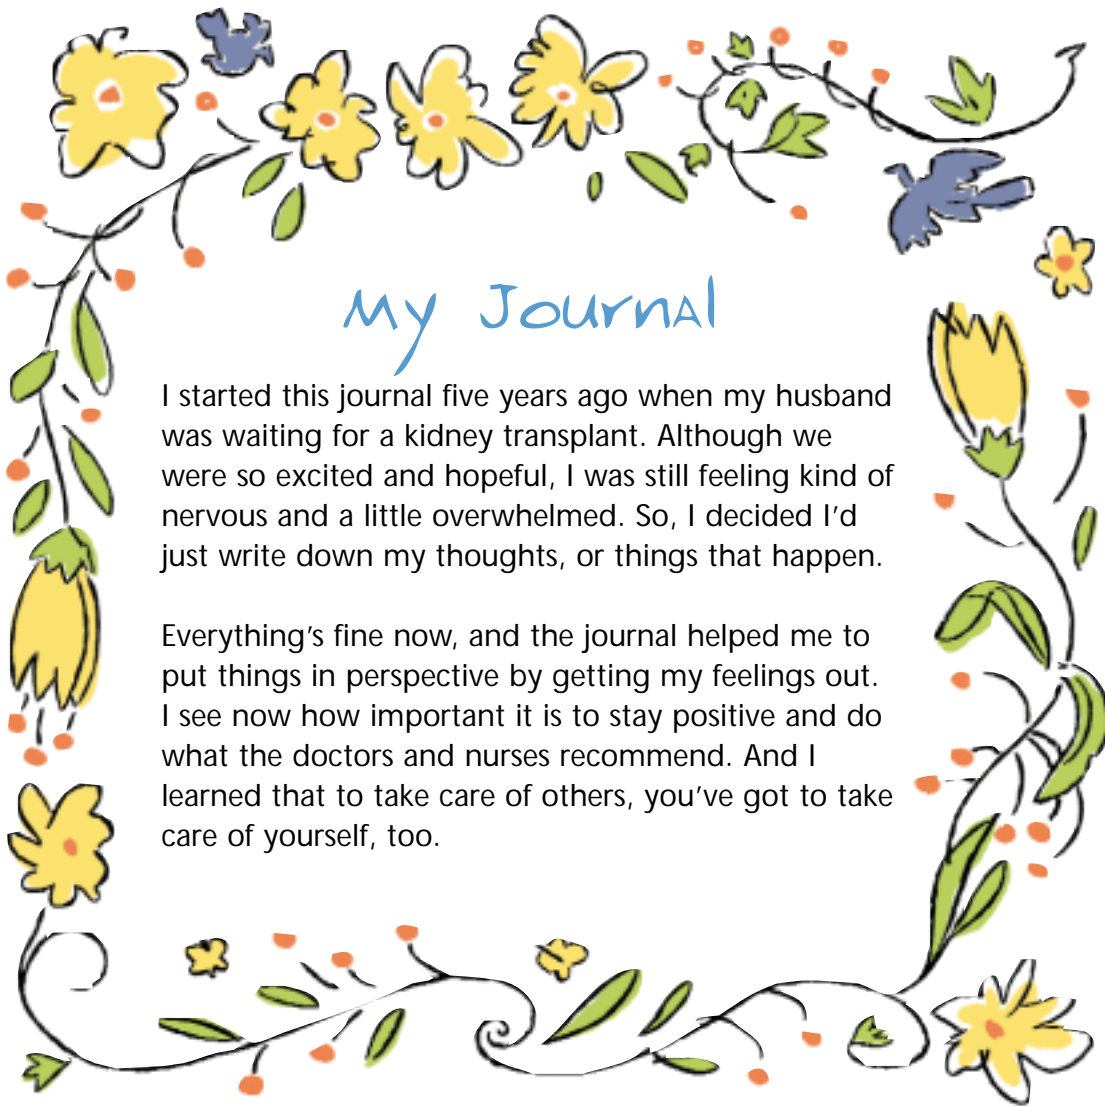 My Journal
I started this journal five years ago when my husband
was waiting for a kidney transplant. Although we
were so excited and hopeful, I was still feeling kind of
nervous and a little overwhelmed. So, I decided I'd
just write down my thoughts, or things that happen.
Everything's fine now, and the journal helped me to
put things in perspective by getting my feelings out.
I see now how important it is to stay positive and do
what the doctors and nurses recommend. And I
learned that to take care of others, you've got to take
care of yourself, too.